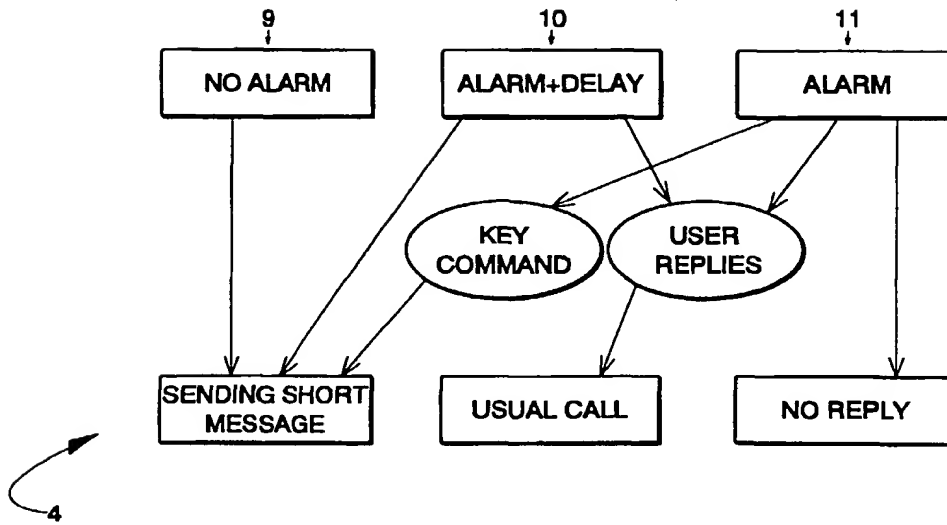 9
10
11
NO ALARM
ALARM+DELAY
ALARM
KEY
COMMAND
USER
REPLIES
SENDING SHORT
MESSAGE
USUAL CALL
NO REPLY
4